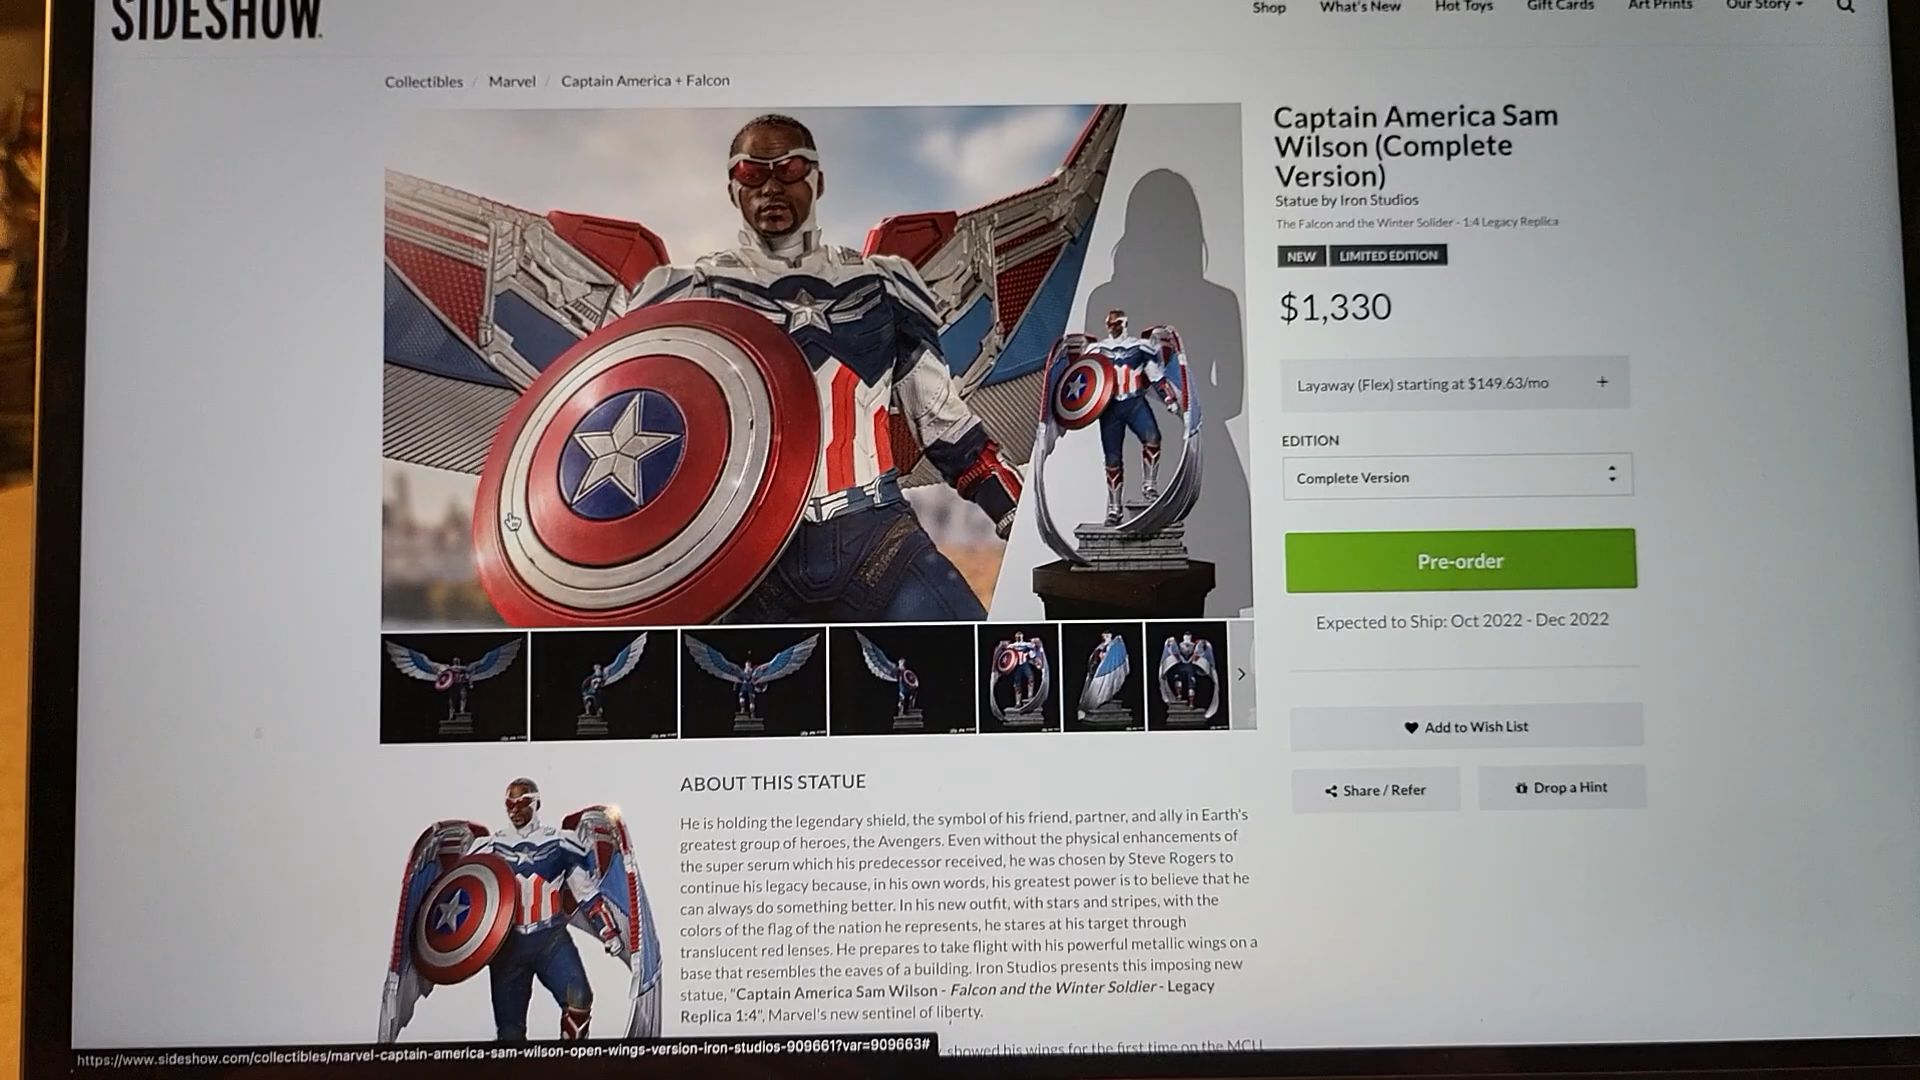 SIDESHOW
Shop What's New Hot Toys Gift Cards Art Prints Our Story
Collectibles / Marvel / Captain America + Falcon
Captain America Sam
Wilson (Complete
Version)
Statue by Iron Studios
The Falcon and the Winter Solider - 1:4 Legacy Replica
NEW LIMITED EDITION
$1,330
Layaway (Flex) starting at $149.63/mo +
EDITION
Complete Version
Pre-order
Expected to Ship: Oct 2022 - Dec 2022
Add to Wish List
Share / Refer Drop a Hint
ABOUT THIS STATUE
He is holding the legendary shield, the symbol of his friend, partner, and ally in Earth's
greatest group of heroes, the Avengers. Even without the physical enhancements of
the super serum which his predecessor received, he was chosen by Steve Rogers to
continue his legacy because, in his own words, his greatest power is to believe that he
can always do something better. In his new outfit, with stars and stripes, with the
colors of the flag of the nation he represents, he stares at his target through
translucent red lenses. He prepares to take flight with his powerful metallic wings on a
base that resembles the eaves of a building. Iron Studios presents this imposing new
statue, "Captain America Sam Wilson - Falcon and the Winter Soldier - Legacy
Replica 1:4", Marvel's new sentinel of liberty.
showed his wings for the first time on the MCU
https://www.sideshow.com/collectibles/marvel-captain-america-sam-wilson-open-wings-version-iron-studios-909661?var=909663#